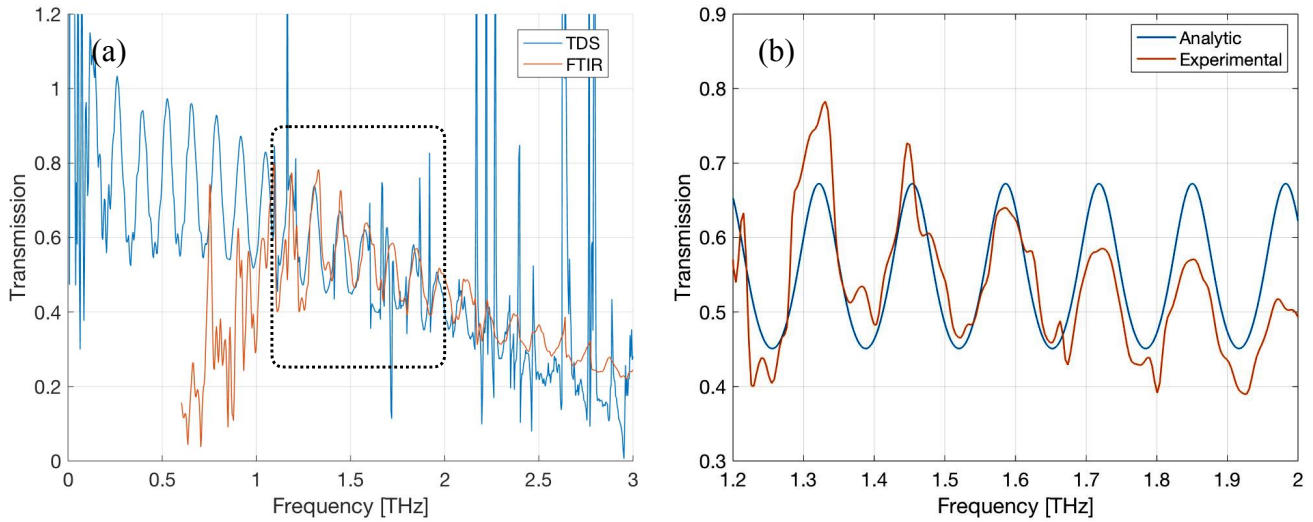 (a)
TDS
FTIR
Transmission
1.2
1
0.8
0.6
0.4
0.2
0
0 0.5 1 1.5 2 2.5 3
Frequency [THz]
(b)
Analytic
Experimental
Transmission
0.9
0.8
0.7
0.6
0.5
0.4
0.3
1.2 1.3 1.4 1.5 1.6 1.7 1.8 1.9 2
Frequency [THz]